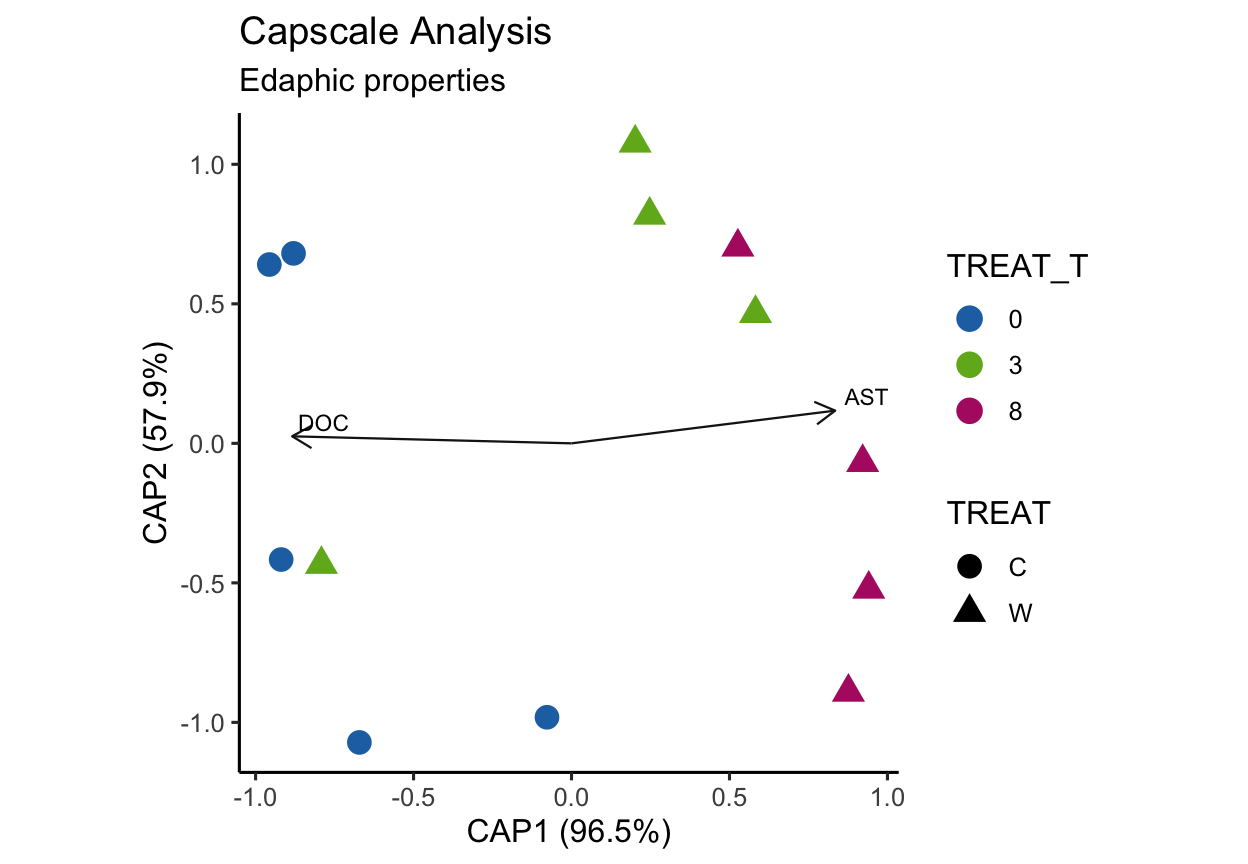 Capscale Analysis
Edaphic properties
CAP2 (57.9%)
1.0
0.5
0.0
-0.5
-1.0
DOC
AST
-1.0
-0.5
0.0
0.5
1.0
CAP1 (96.5%)
TREAT_T
0
3
8
TREAT
C
W